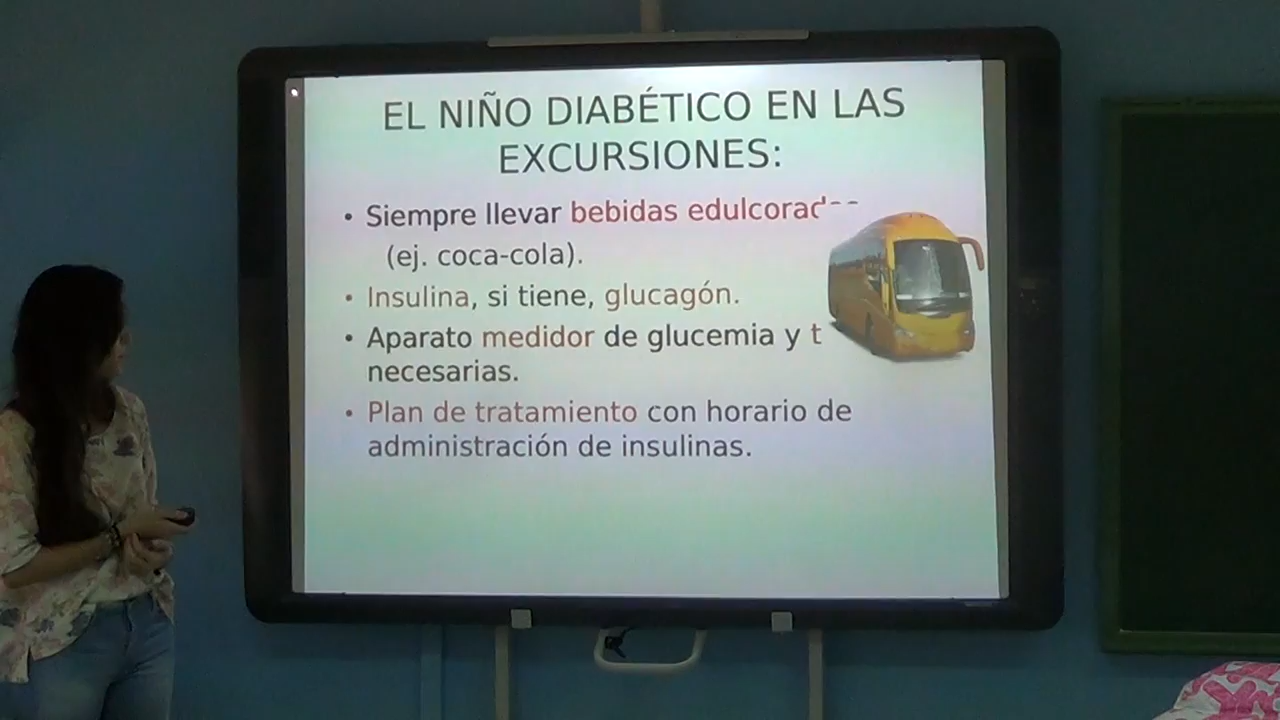 EL NIÑO DIABÉTICO EN LAS
EXCURSIONES:
• Siempre llevar bebidas
(ej. coca-cola).
• Insulina, si tiene, glucagón.
• Aparato medidor de glucemia y
necesarias.
• Plan de tratamiento con horario de
administración de insulinas.